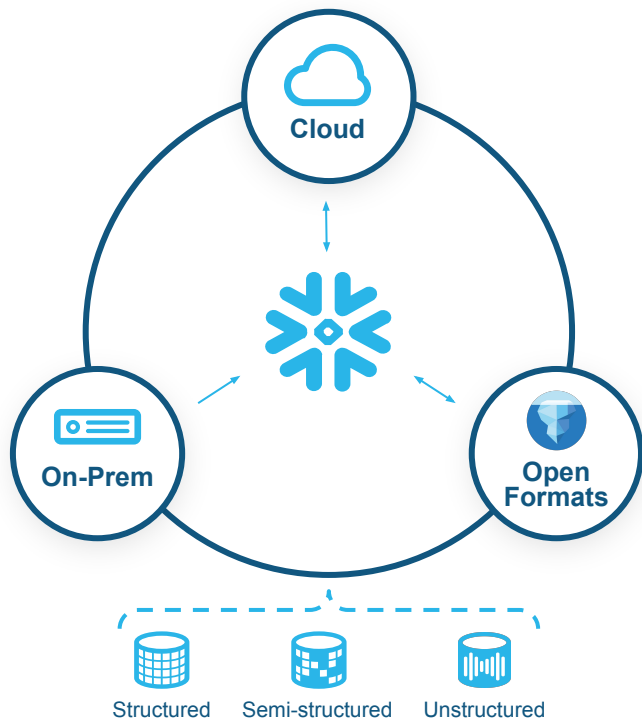 Cloud
On-Prem
Open
Formats
Structured
Semi-structured
Unstructured